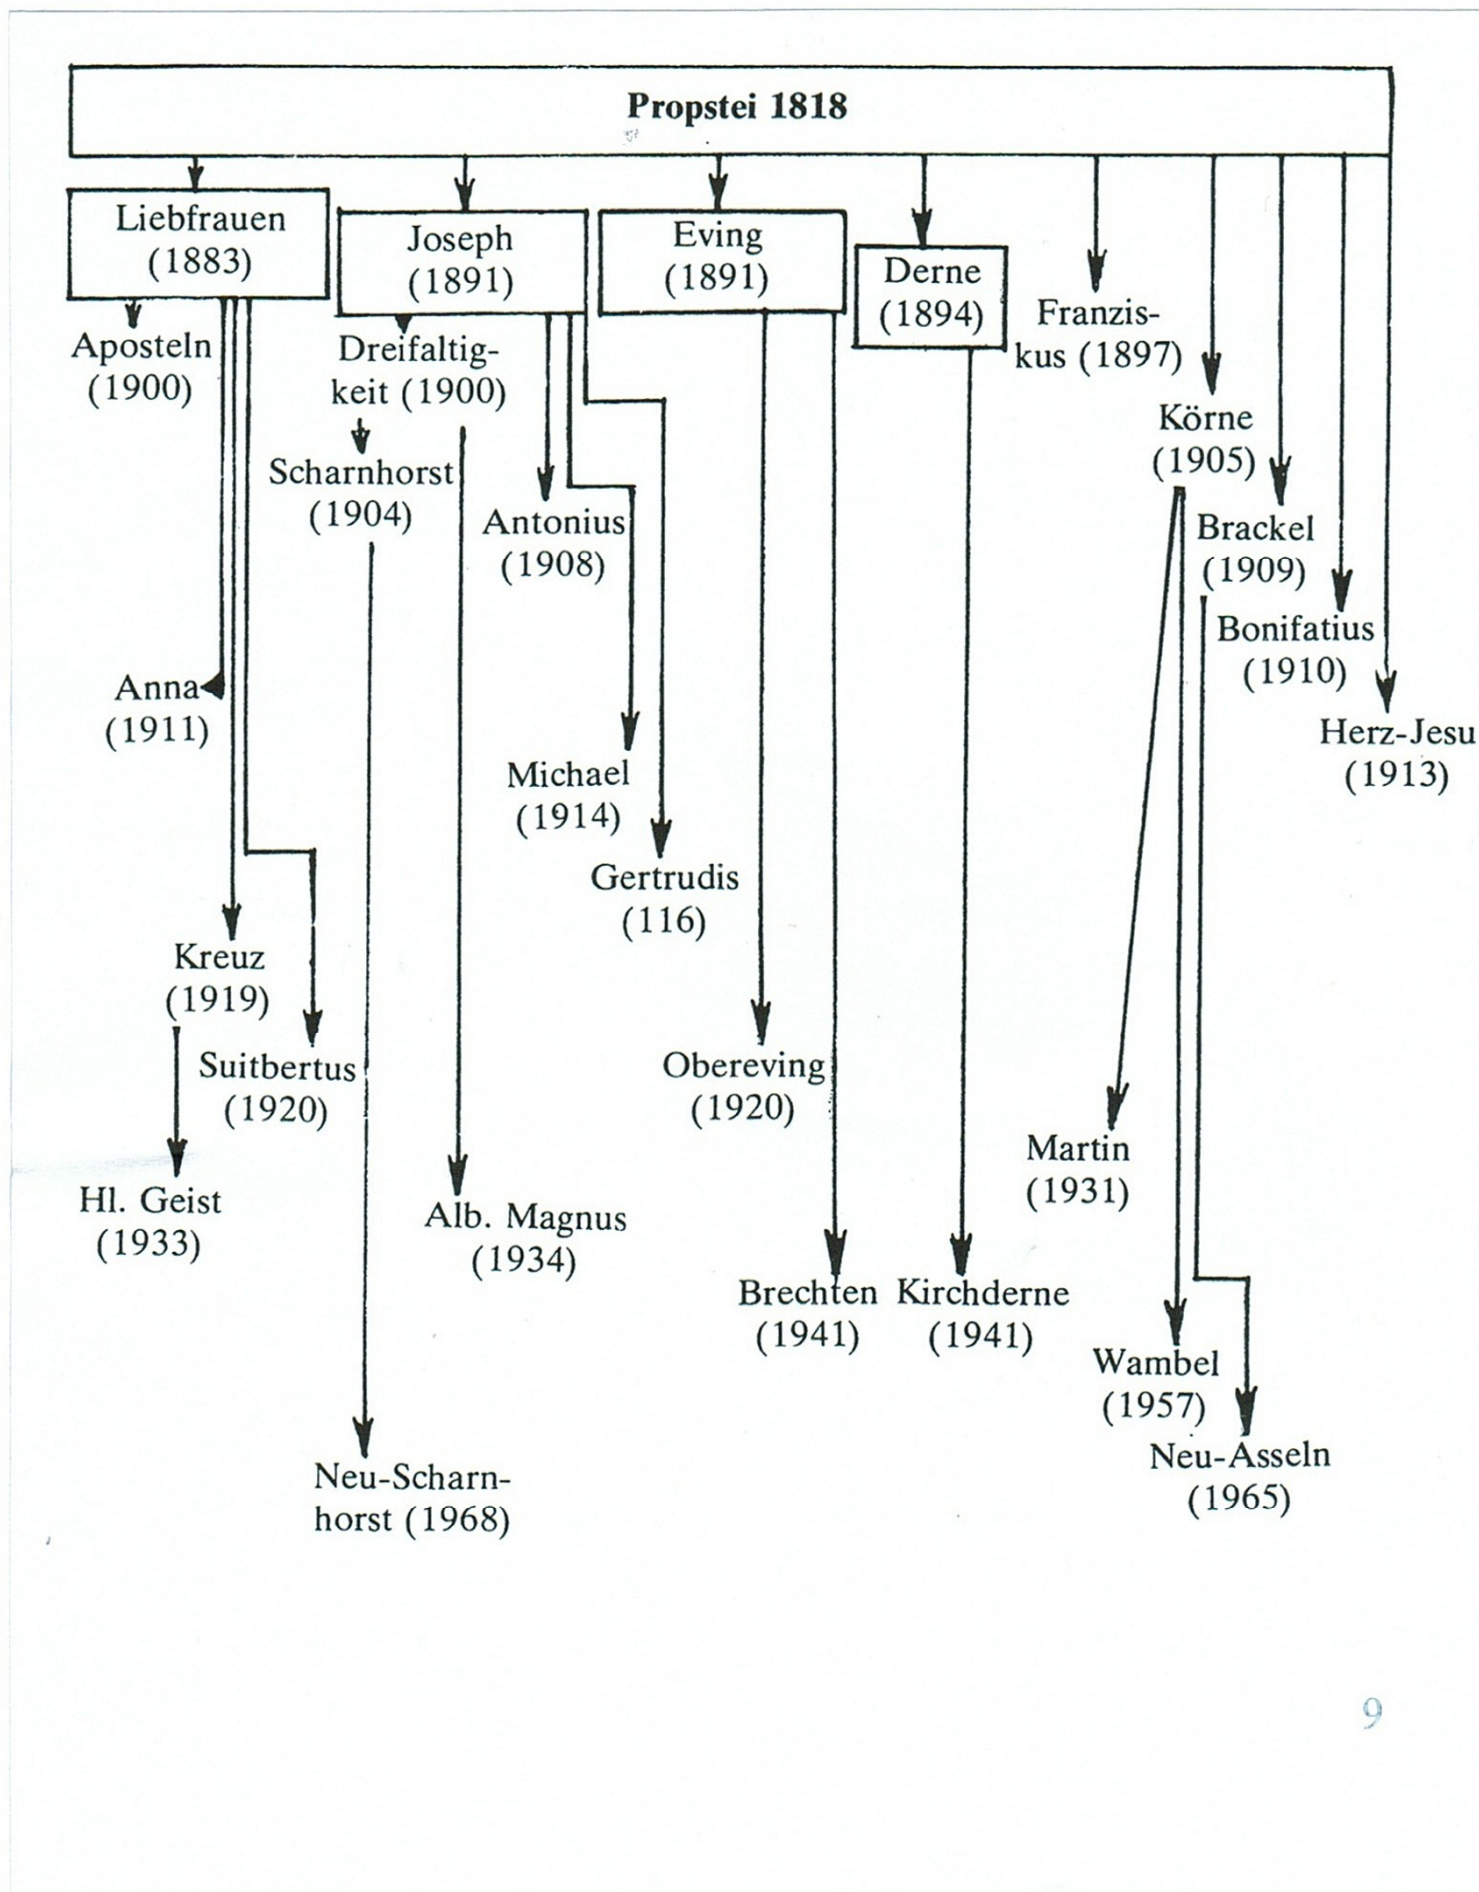 Propstei 1818
Liebfrauen
(1883)
Joseph
(1891)
Eving
(1891)
Derne
(1894)
Franzis-
kus (1897)
Aposteln
(1900)
Dreifaltig-
keit (1900)
Körne
(1905)
Scharnhorst
(1904)
Antonius
(1908)
Brackel
(1909)
Bonifatius
(1910)
Anna
(1911)
Herz-Jesu
(1913)
Michael
(1914)
Gertrudis
(116)
Kreuz
(1919)
Suitbertus
(1920)
Obereving
(1920)
Martin
(1931)
Hl. Geist
(1933)
Alb. Magnus
(1934)
Brechten
(1941)
Kirchderne
(1941)
Wambel
(1957)
Neu-Asseln
(1965)
Neu-Scharn-
horst (1968)
9